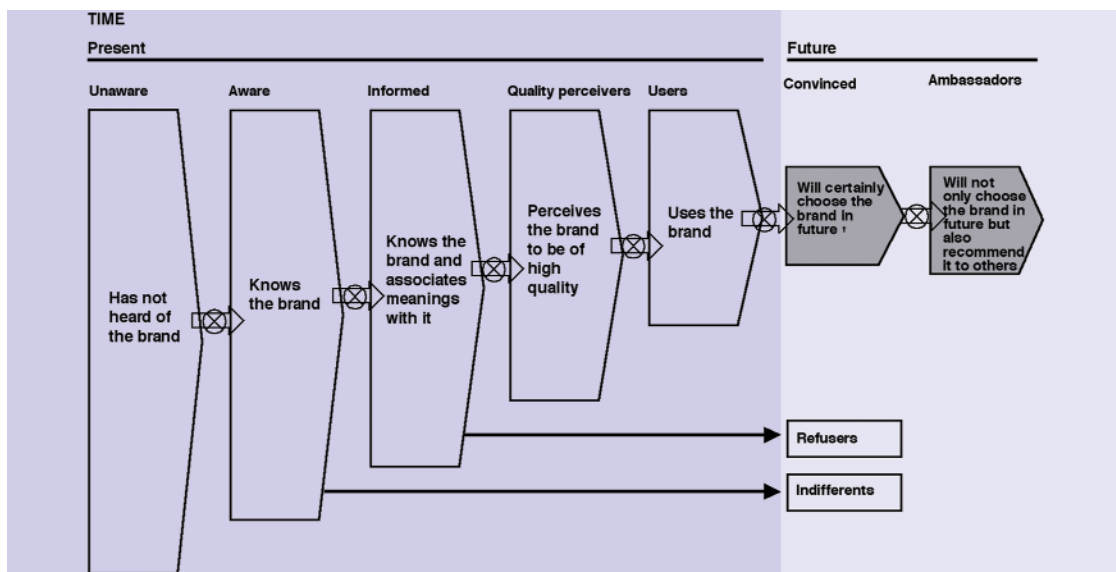 TIME
Present
Future
Unaware
Aware
Informed
Quality perceivers
Users
Convinced
Ambassadors
Has not
heard of
the brand
Knows
the brand
Knows the
brand and
associates
meanings
with it
Perceives
the brand
to be of
high
quality
Uses the
brand
Will certainly
choose the
brand in
future †
Will not
only choose
the brand in
future but
also
recommend
it to others
Refusers
Indifferents